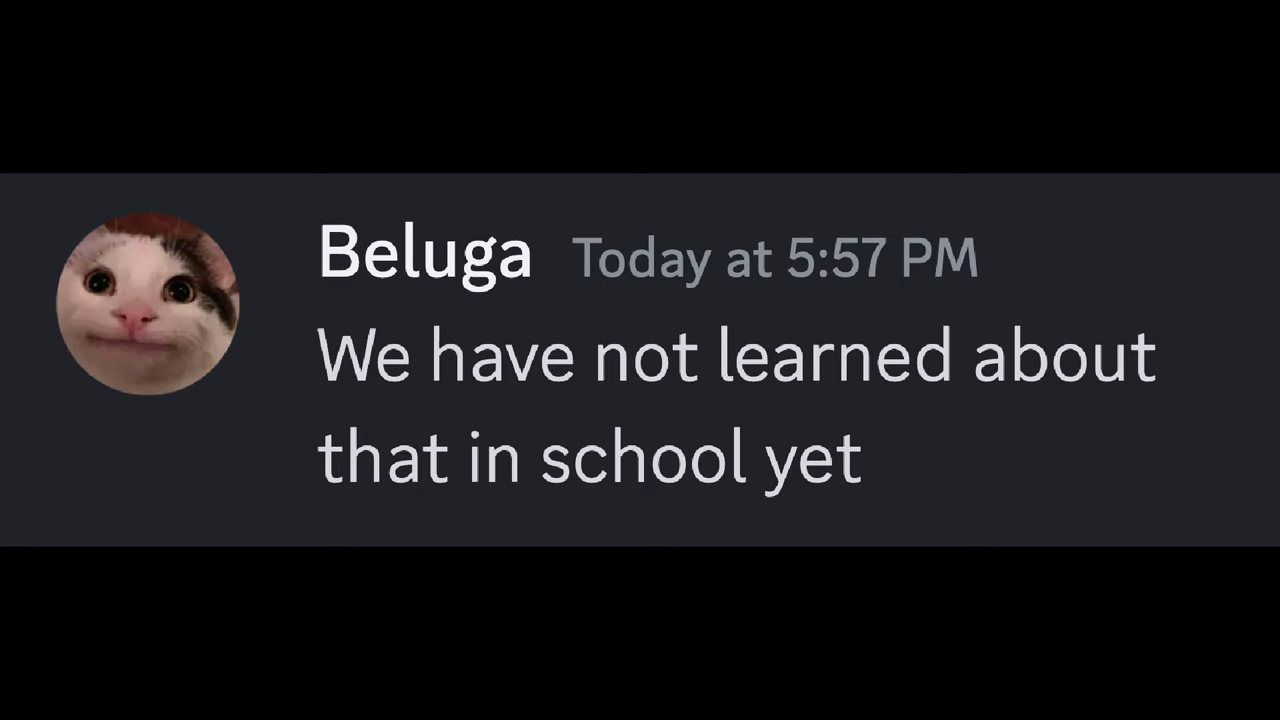 Beluga Today at 5:57 PM
We have not learned about
that in school yet